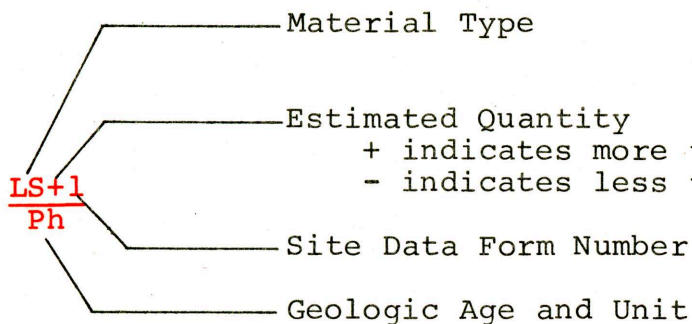 Material Type
Estimated Quantity
+ indicates more
- indicates less
LS+1
Ph
Site Data Form Number
Geologic Age and Unit